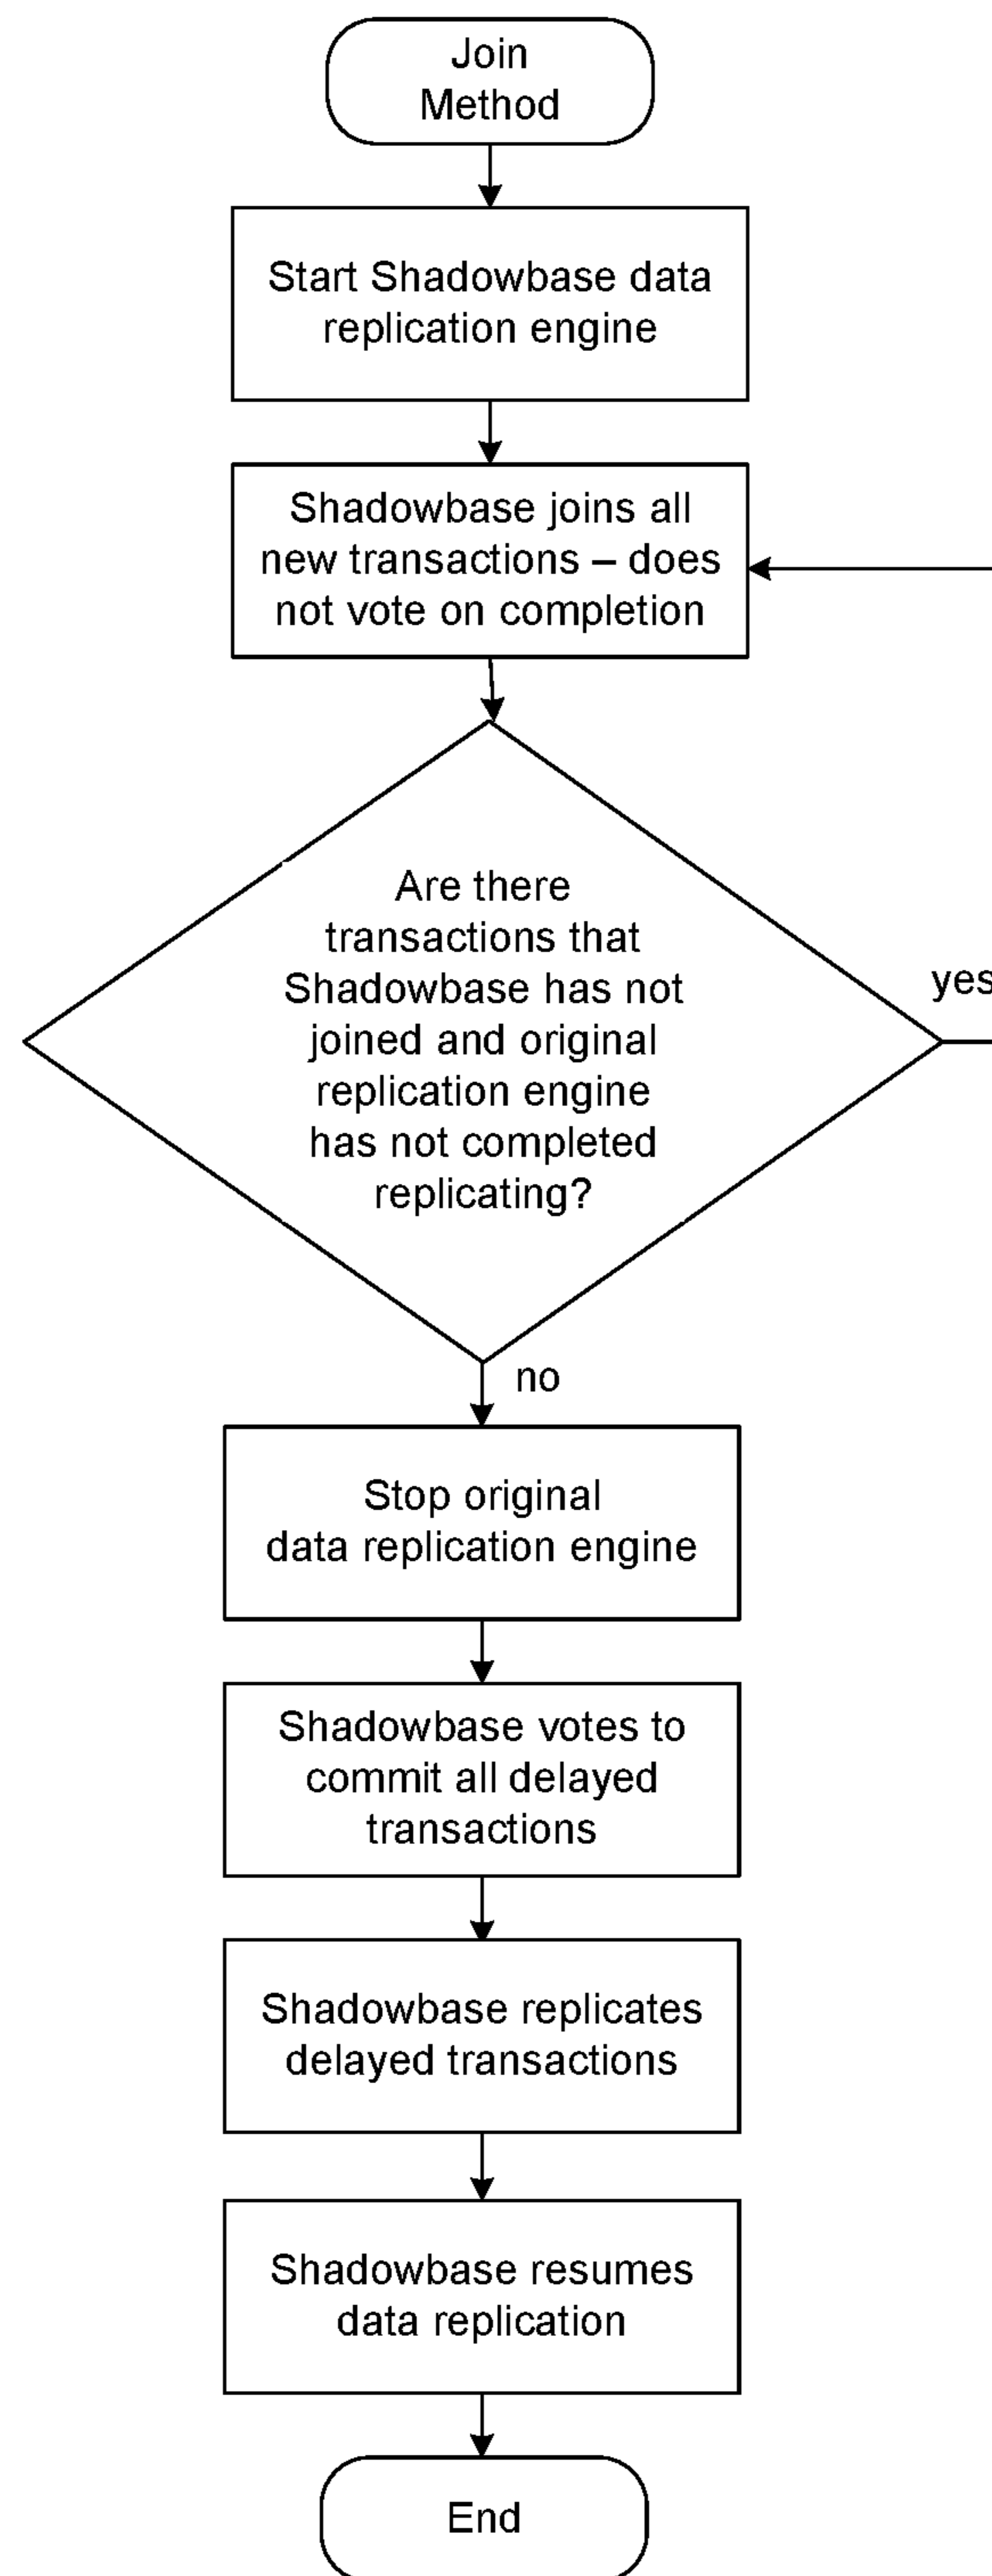 Join
Method
Start Shadowbase data
replication engine
Shadowbase joins all
new transactions – does
not vote on completion
Are there
transactions that
Shadowbase has not
joined and original
replication engine
has not completed
replicating?
yes
no
Stop original
data replication engine
Shadowbase votes to
commit all delayed
transactions
Shadowbase replicates
delayed transactions
Shadowbase resumes
data replication
End